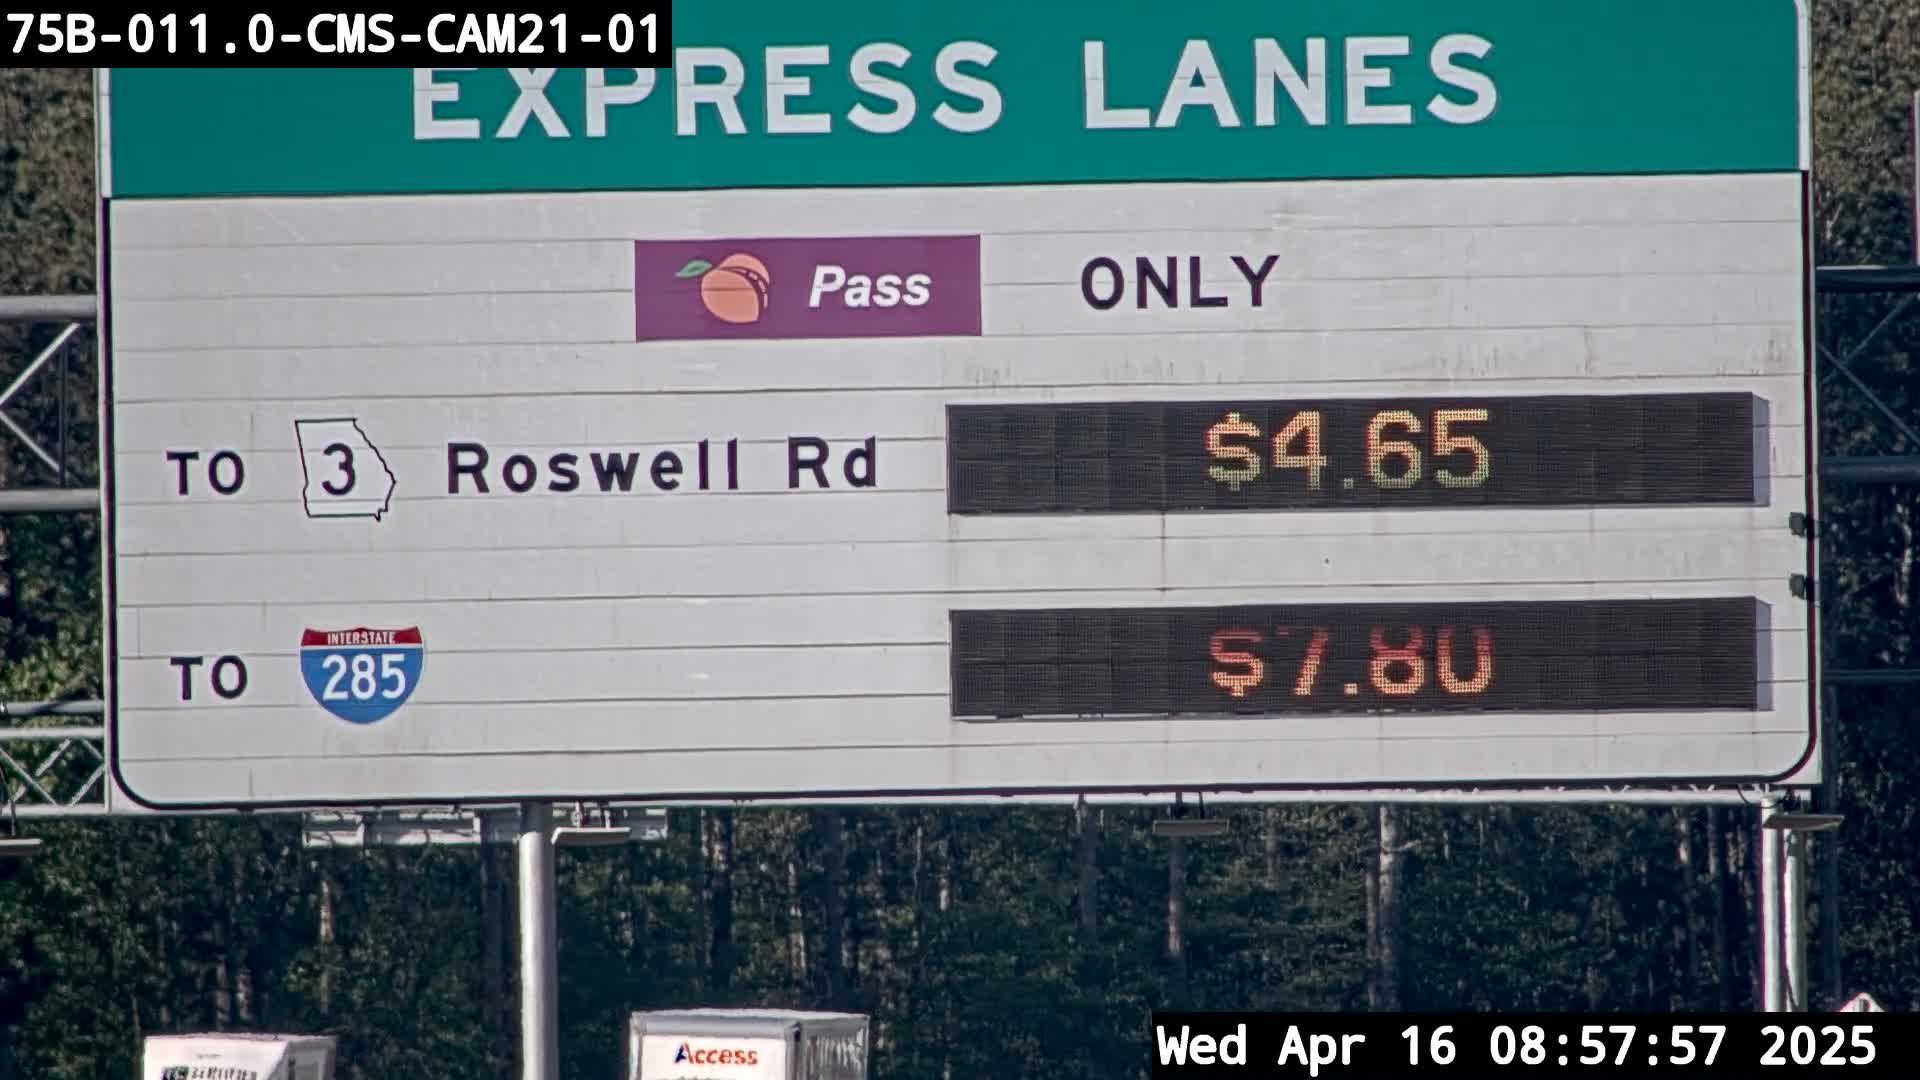 75B-011.0-CMS-CAM21-01
EXPRESS LANES
Pass ONLY
TO 3 Roswell Rd $4.65
TO INTERSTATE 285 $7.80
Access
Wed Apr 16 08:57:57 2025